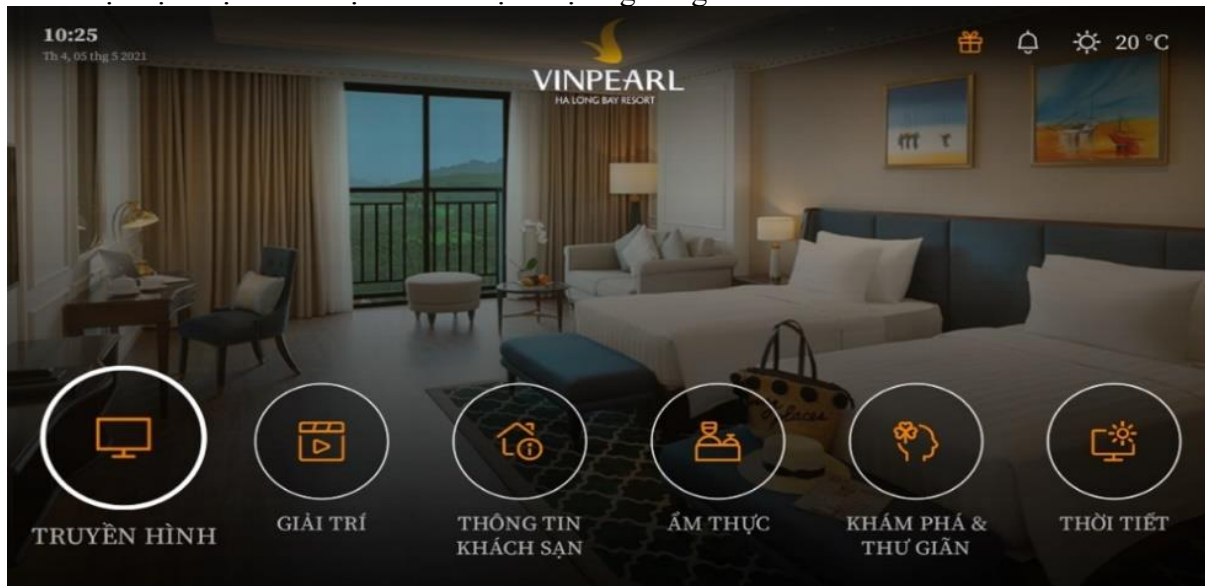 10:25
Th 4, 05 thg 5 2021
VINPEARL
HA LONG BAY RESORT
20 °C
TRUYỀN HÌNH
GIẢI TRÍ
THÔNG TIN
KHÁCH SẠN
ẨM THỰC
KHÁM PHÁ &
THƯ GIÃN
THỜI TIẾT